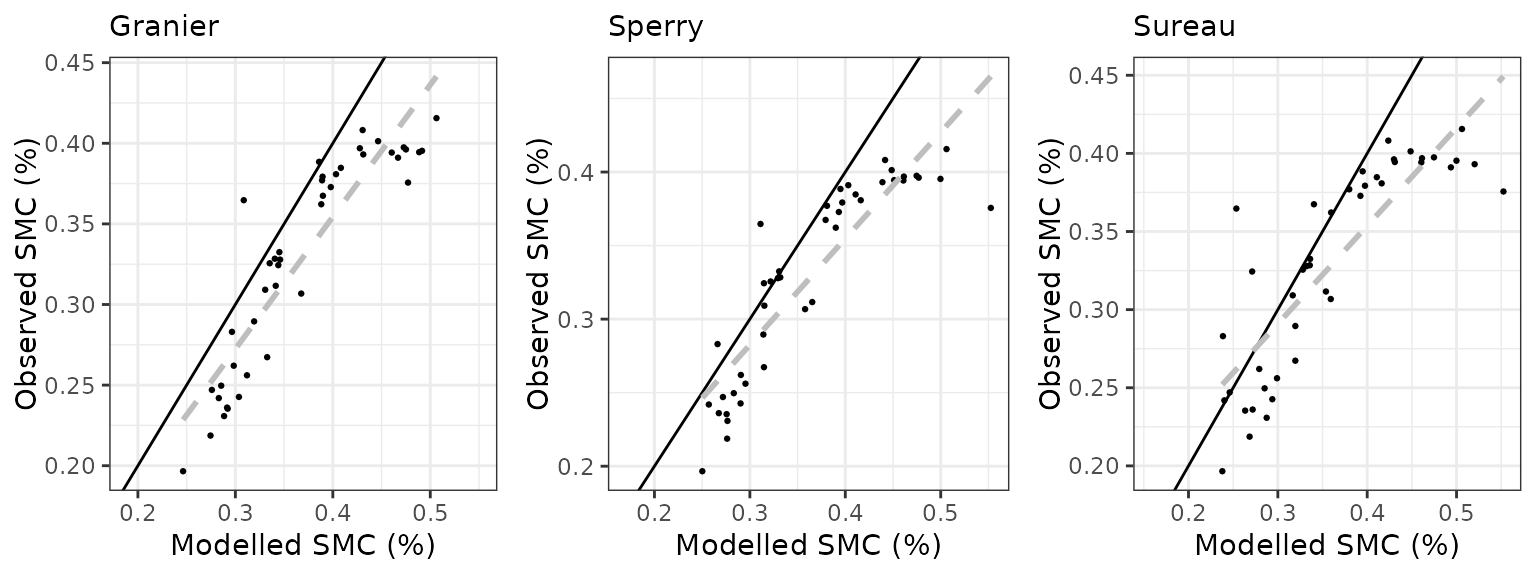 Granier
Sperry
Sureau
Observed SMC (%)
0.45
0.40
0.35
0.30
0.25
0.20
0.2 0.3 0.4 0.5
Modelled SMC (%)
Observed SMC (%)
0.4
0.3
0.2
0.2 0.3 0.4 0.5
Modelled SMC (%)
Observed SMC (%)
0.45
0.40
0.35
0.30
0.25
0.20
0.2 0.3 0.4 0.5
Modelled SMC (%)